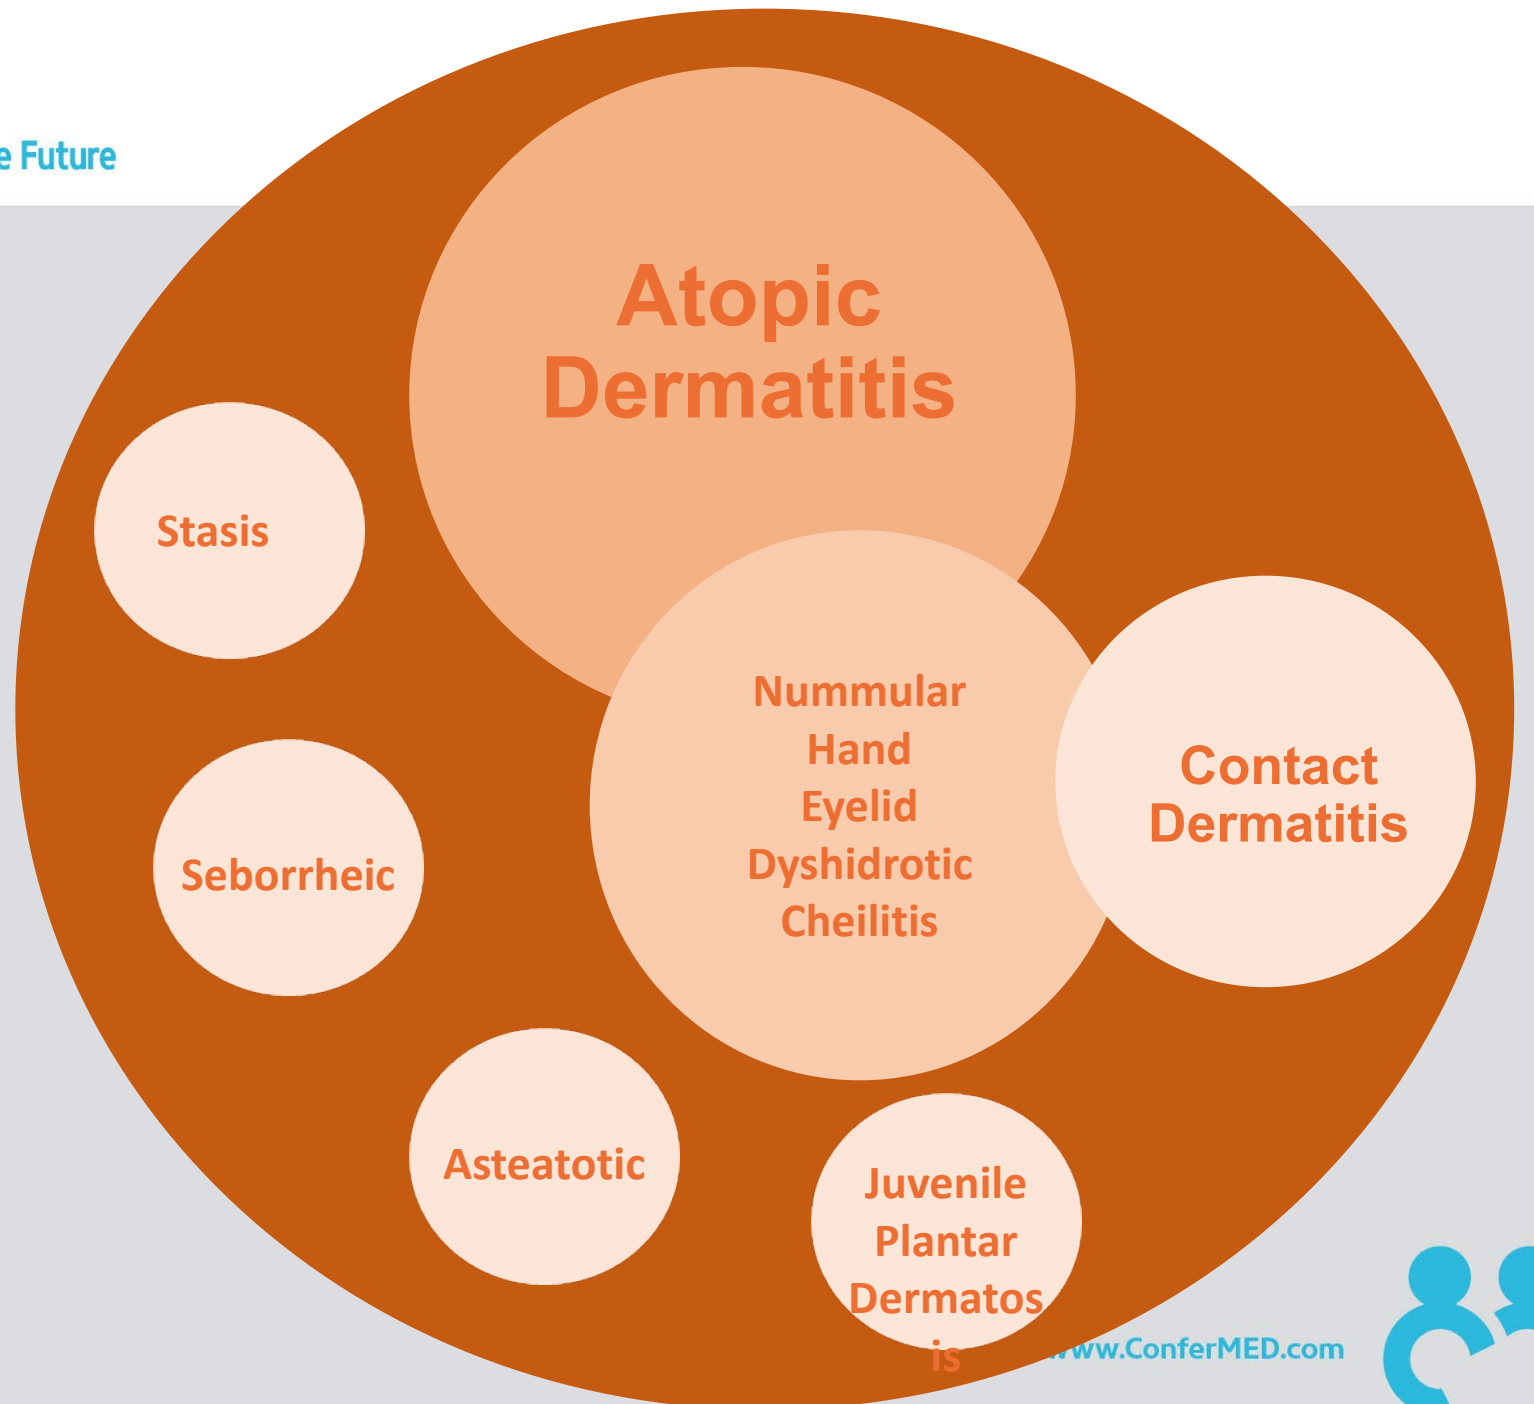 e Future
Atopic
Dermatitis
Stasis
Nummular
Hand
Eyelid
Dyshidrotic
Cheilitis
Contact
Dermatitis
Seborrheic
Asteatotic
Juvenile
Plantar
Dermatos
is
www.ConferMED.com